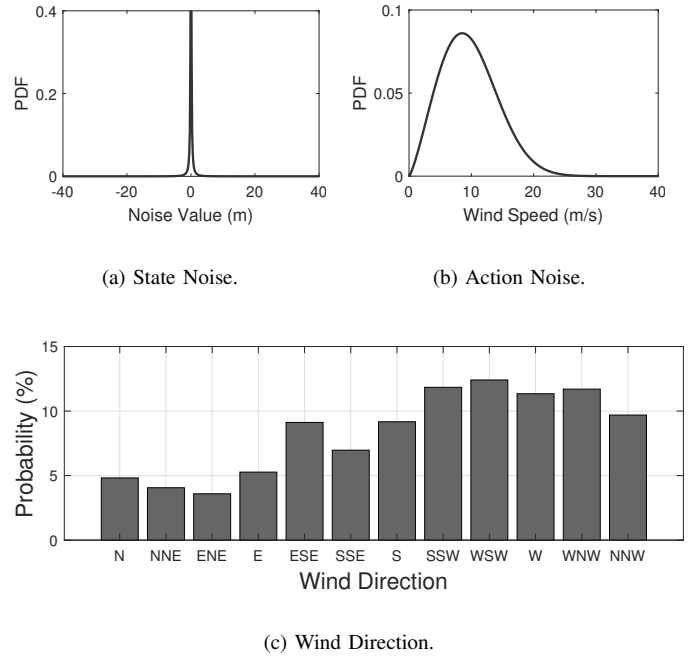 0.4
0.2
0
-40
-20
0
20
40
PDF
Noise Value (m)
(a) State Noise.
0.1
0.05
0
0
10
20
30
40
PDF
Wind Speed (m/s)
(b) Action Noise.
15
10
5
0
Probability (%)
N NNE ENE E ESE SSE S SSW WSW W WNW NNW
Wind Direction
(c) Wind Direction.